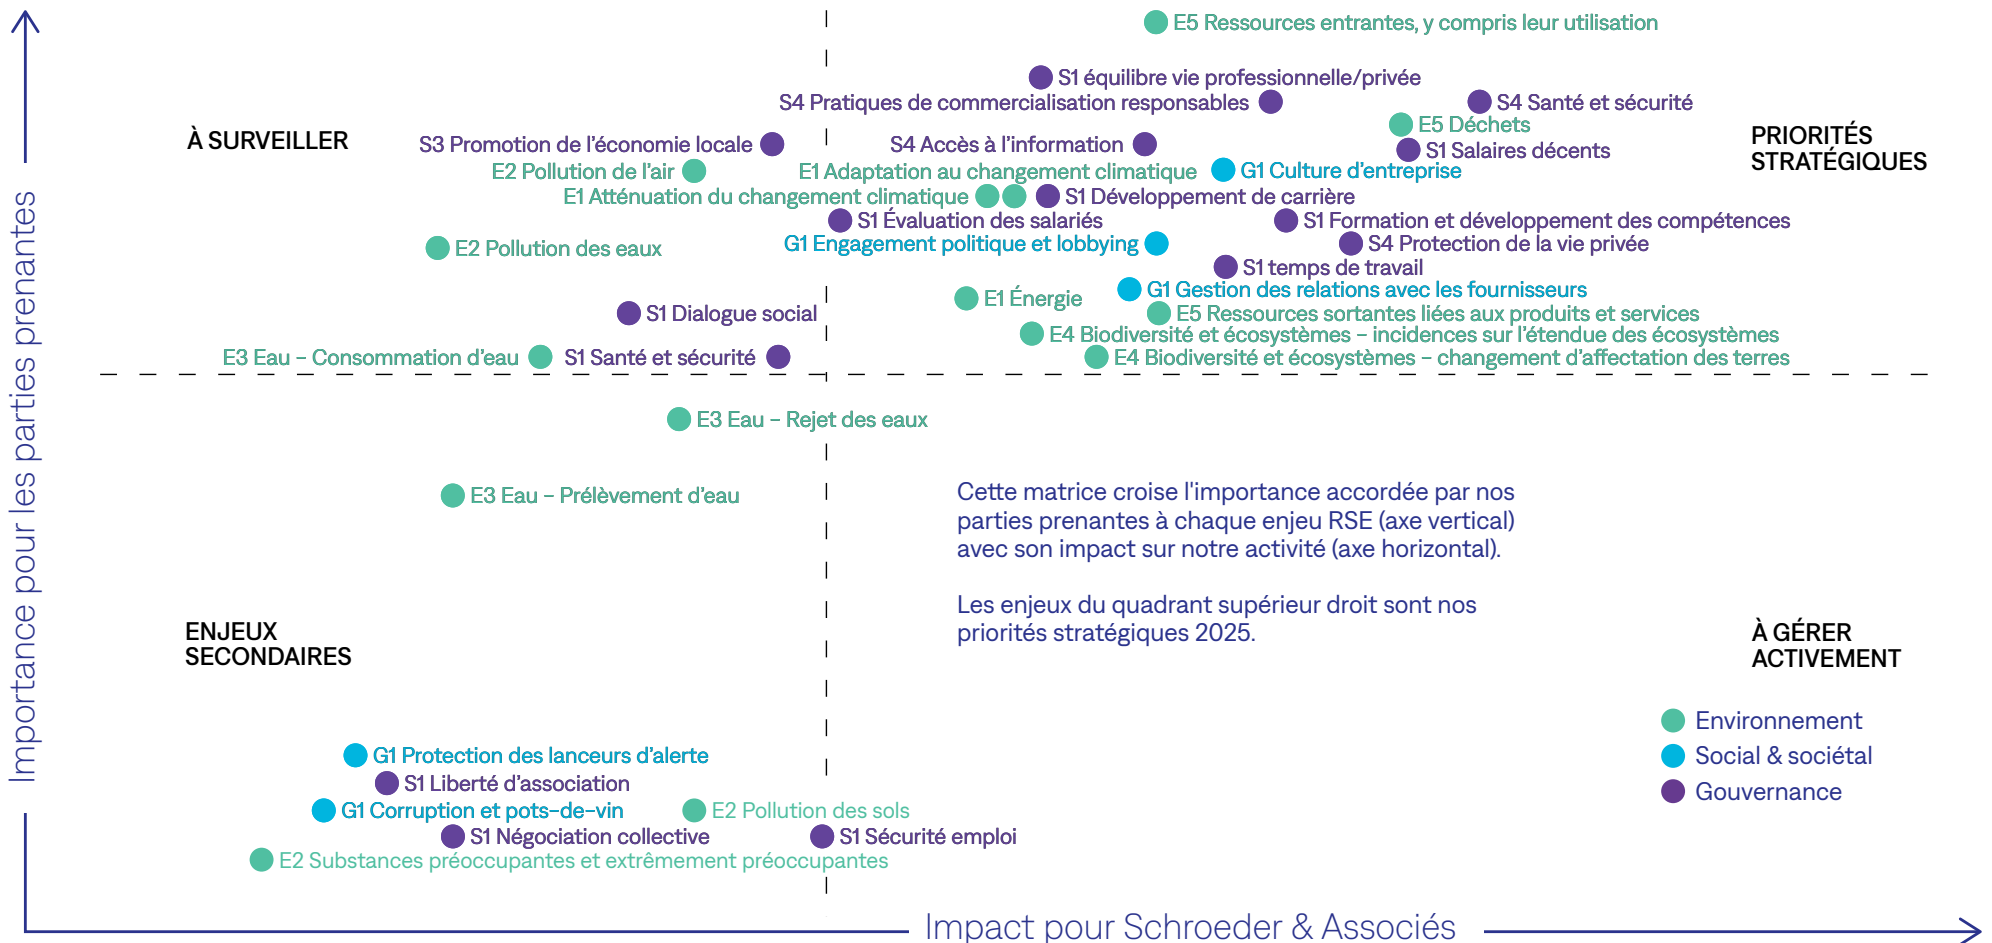 Importance pour les parties prenantes
E5 Ressources entrantes, y compris leur utilisation
S1 équilibre vie professionnelle/privée
S4 Pratiques de commercialisation responsables
S4 Santé et sécurité
E5 Déchets
À SURVEILLER
PRIORITÉS
STRATÉGIQUES
S3 Promotion de l'économie locale
S4 Accès à l'information
S1 Salaires décents
E2 Pollution de l'air
E1 Adaptation au changement climatique
G1 Culture d'entreprise
E1 Atténuation du changement climatique
S1 Développement de carrière
S1 Évaluation des salariés
S1 Formation et développement des compétences
G1 Engagement politique et lobbying
S4 Protection de la vie privée
E2 Pollution des eaux
S1 temps de travail
G1 Gestion des relations avec les fournisseurs
E1 Énergie
S1 Dialogue social
E5 Ressources sortantes liées aux produits et services
E4 Biodiversité et écosystèmes – incidences sur l'étendue des écosystèmes
E3 Eau – Consommation d'eau
S1 Santé et sécurité
E4 Biodiversité et écosystèmes – changement d'affectation des terres
E3 Eau – Rejet des eaux
E3 Eau – Prélèvement d'eau
Cette matrice croise l'importance accordée par nos
parties prenantes à chaque enjeu RSE (axe vertical)
avec son impact sur notre activité (axe horizontal).
Les enjeux du quadrant supérieur droit sont nos
priorités stratégiques 2025.
ENJEUX
SECONDAIRES
À GÉRER
ACTIVEMENT
Environnement
Social & sociétal
Gouvernance
G1 Protection des lanceurs d'alerte
S1 Liberté d'association
G1 Corruption et pots-de-vin
E2 Pollution des sols
S1 Négociation collective
S1 Sécurité emploi
E2 Substances préoccupantes et extrêmement préoccupantes
Impact pour Schroeder & Associés